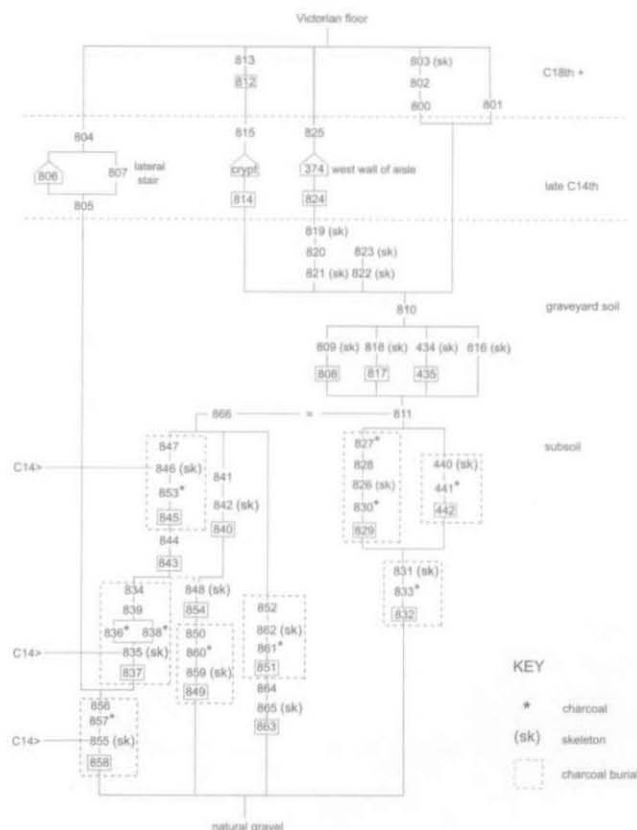 Victorian floor
813
812
803 (sk)
802
800
801
C18th +
804
806
807
lateral
stair
805
815
crypt
814
825
374
west wall of aisle
824
late C14th
819 (sk)
820
821 (sk)
823 (sk)
822 (sk)
810
graveyard soil
809 (sk)
818 (sk)
434 (sk)
816 (sk)
808
817
435
866
=
811
subsoil
847
C14>
846 (sk)
853*
845
844
843
841
842 (sk)
840
827*
828
826 (sk)
830*
829
440 (sk)
441*
442
834
839
836*
838*
C14>
835 (sk)
837
848 (sk)
854
850
860*
859 (sk)
849
852
862 (sk)
861*
851
864
865 (sk)
863
831 (sk)
833*
832
856
857*
C14>
855 (sk)
858
natural gravel
KEY
* charcoal
(sk) skeleton
charcoal burial